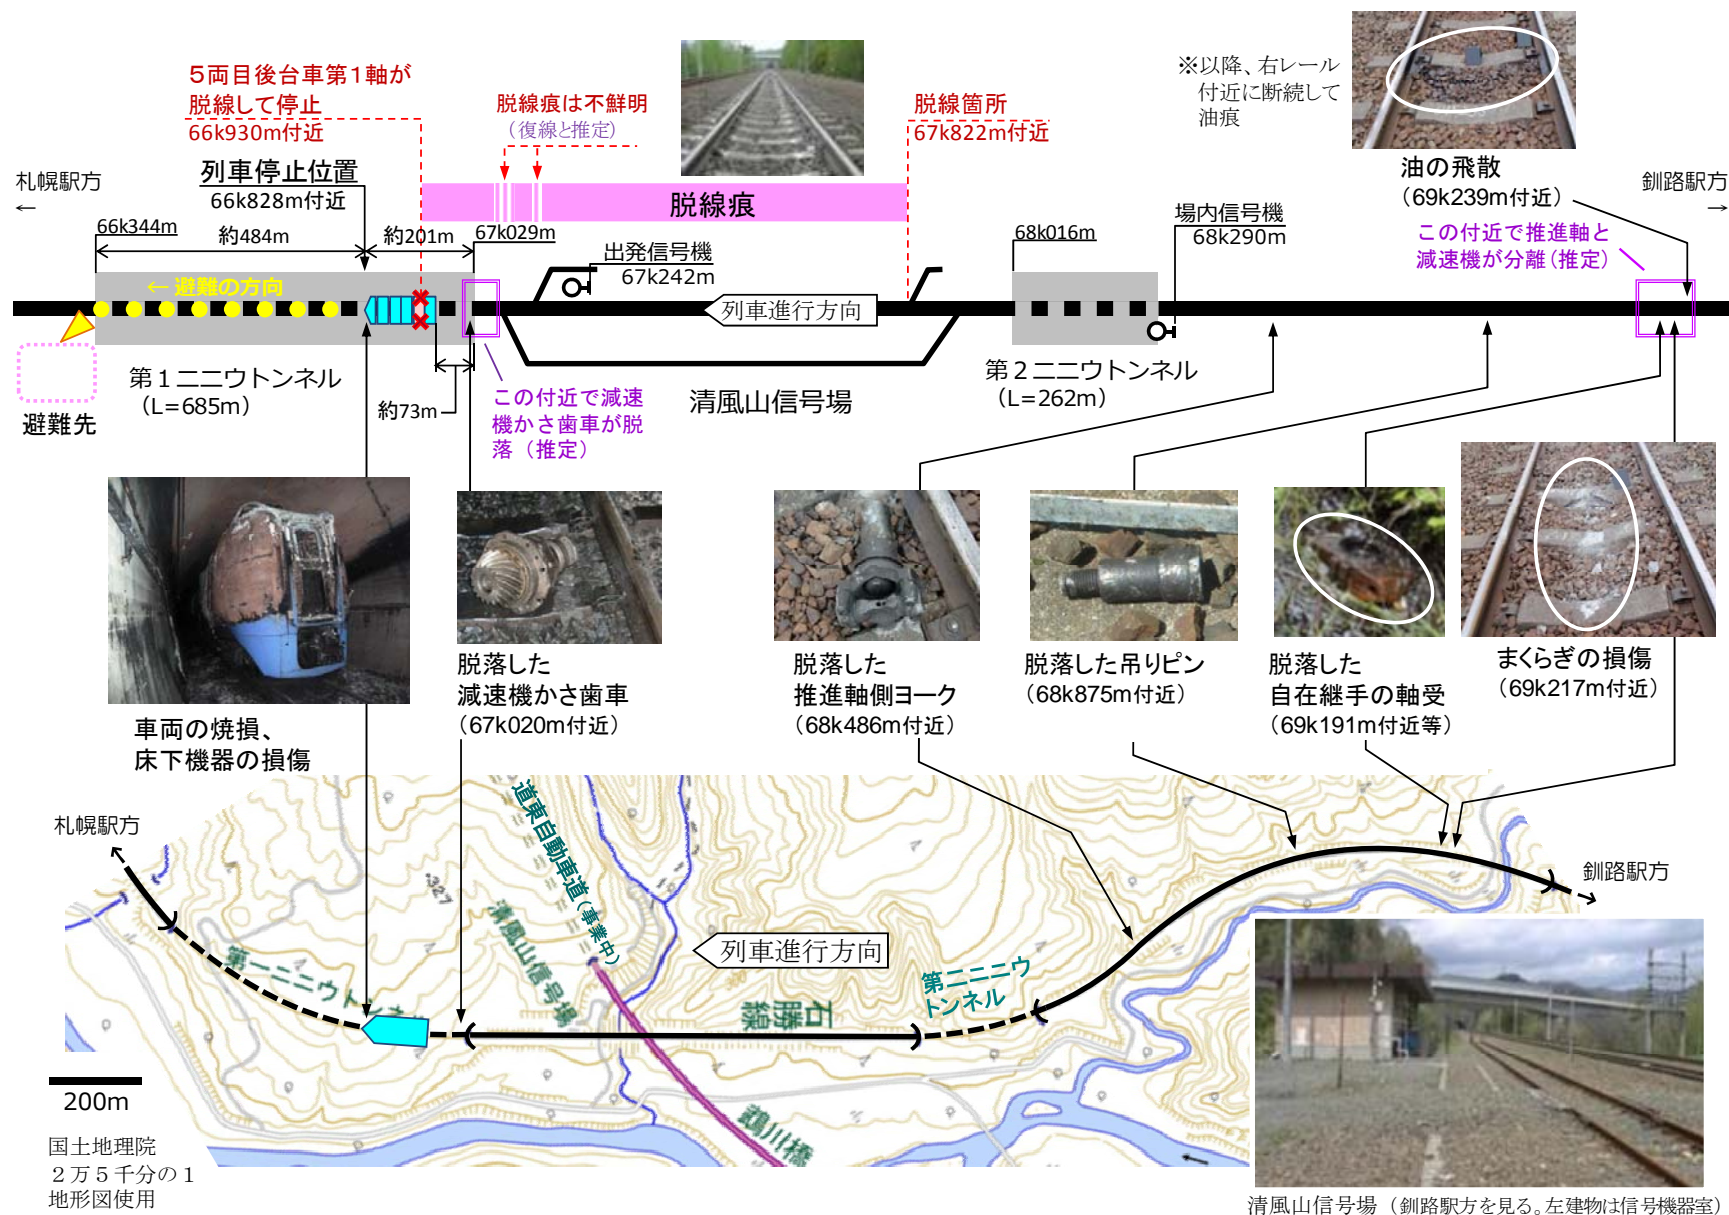 5両目後台車第1軸が
脱線して停止
66k930m付近
脱線痕は不鮮明
（復線と推定）
脱線箇所
67k822m付近
※以降、右レール
付近に断続して
油痕
油の飛散
（69k239m付近）
札幌駅方
←
釧路駅方
→
列車停止位置
66k828m付近
脱線痕
場内信号機
68k290m
この付近で推進軸と
減速機が分離（推定）
66k344m
約484m
約201m
67k029m
出発信号機
67k242m
68k016m
← 避難の方向
列車進行方向
第１ニニウトンネル
（L=685m）
避難先
約73m
この付近で減速
機かさ歯車が脱
落（推定）
清風山信号場
第２ニニウトンネル
（L=262m）
車両の焼損、
床下機器の損傷
脱落した
減速機かさ歯車
（67k020m付近）
脱落した
推進軸側ヨーク
（68k486m付近）
脱落した吊りピン
（68k875m付近）
脱落した
自在継手の軸受
（69k191m付近等）
まくらぎの損傷
（69k217m付近）
札幌駅方
道東自動車道（事業中）
・327
清風山信号場
釧路駅方
列車進行方向
第一ニニウトンネル
第二ニニウ
トンネル
石勝線
鵡川橋
200m
国土地理院
２万５千分の１
地形図使用
清風山信号場（釧路駅方を見る。左建物は信号機器室）